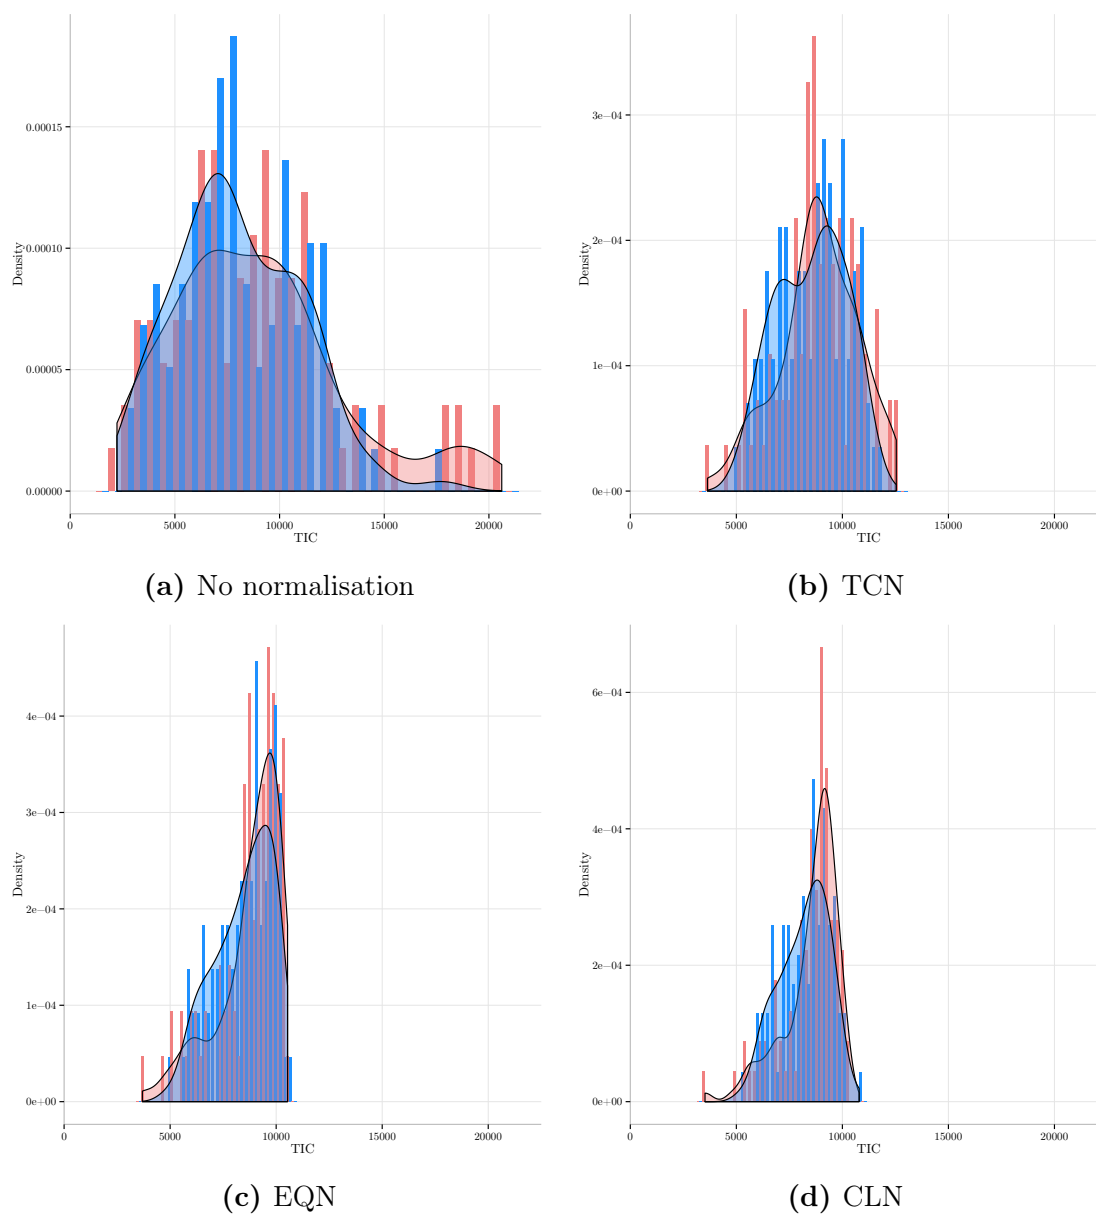 Density
0.00015
0.00010
0.00005
0.00000
0
5000
10000
15000
20000
TIC
(a) No normalisation
Density
3e−04
2e−04
1e−04
0e+00
0
5000
10000
15000
20000
TIC
(b) TCN
Density
4e−04
3e−04
2e−04
1e−04
0e+00
0
5000
10000
15000
20000
TIC
(c) EQN
Density
6e−04
4e−04
2e−04
0e+00
0
5000
10000
15000
20000
TIC
(d) CLN